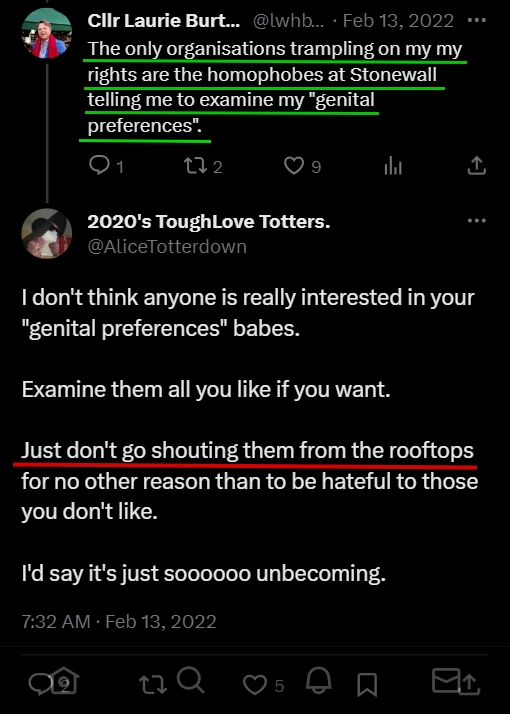 Cllr Laurie Burt... @lwhb... · Feb 13, 2022
The only organisations trampling on my my
rights are the homophobes at Stonewall
telling me to examine my "genital
preferences".
1 2 9
2020's ToughLove Totters.
@AliceTotterdown
I don't think anyone is really interested in your
"genital preferences" babes.
Examine them all you like if you want.
Just don't go shouting them from the rooftops
for no other reason than to be hateful to those
you don't like.
I'd say it's just soooooo unbecoming.
7:32 AM · Feb 13, 2022
2 5